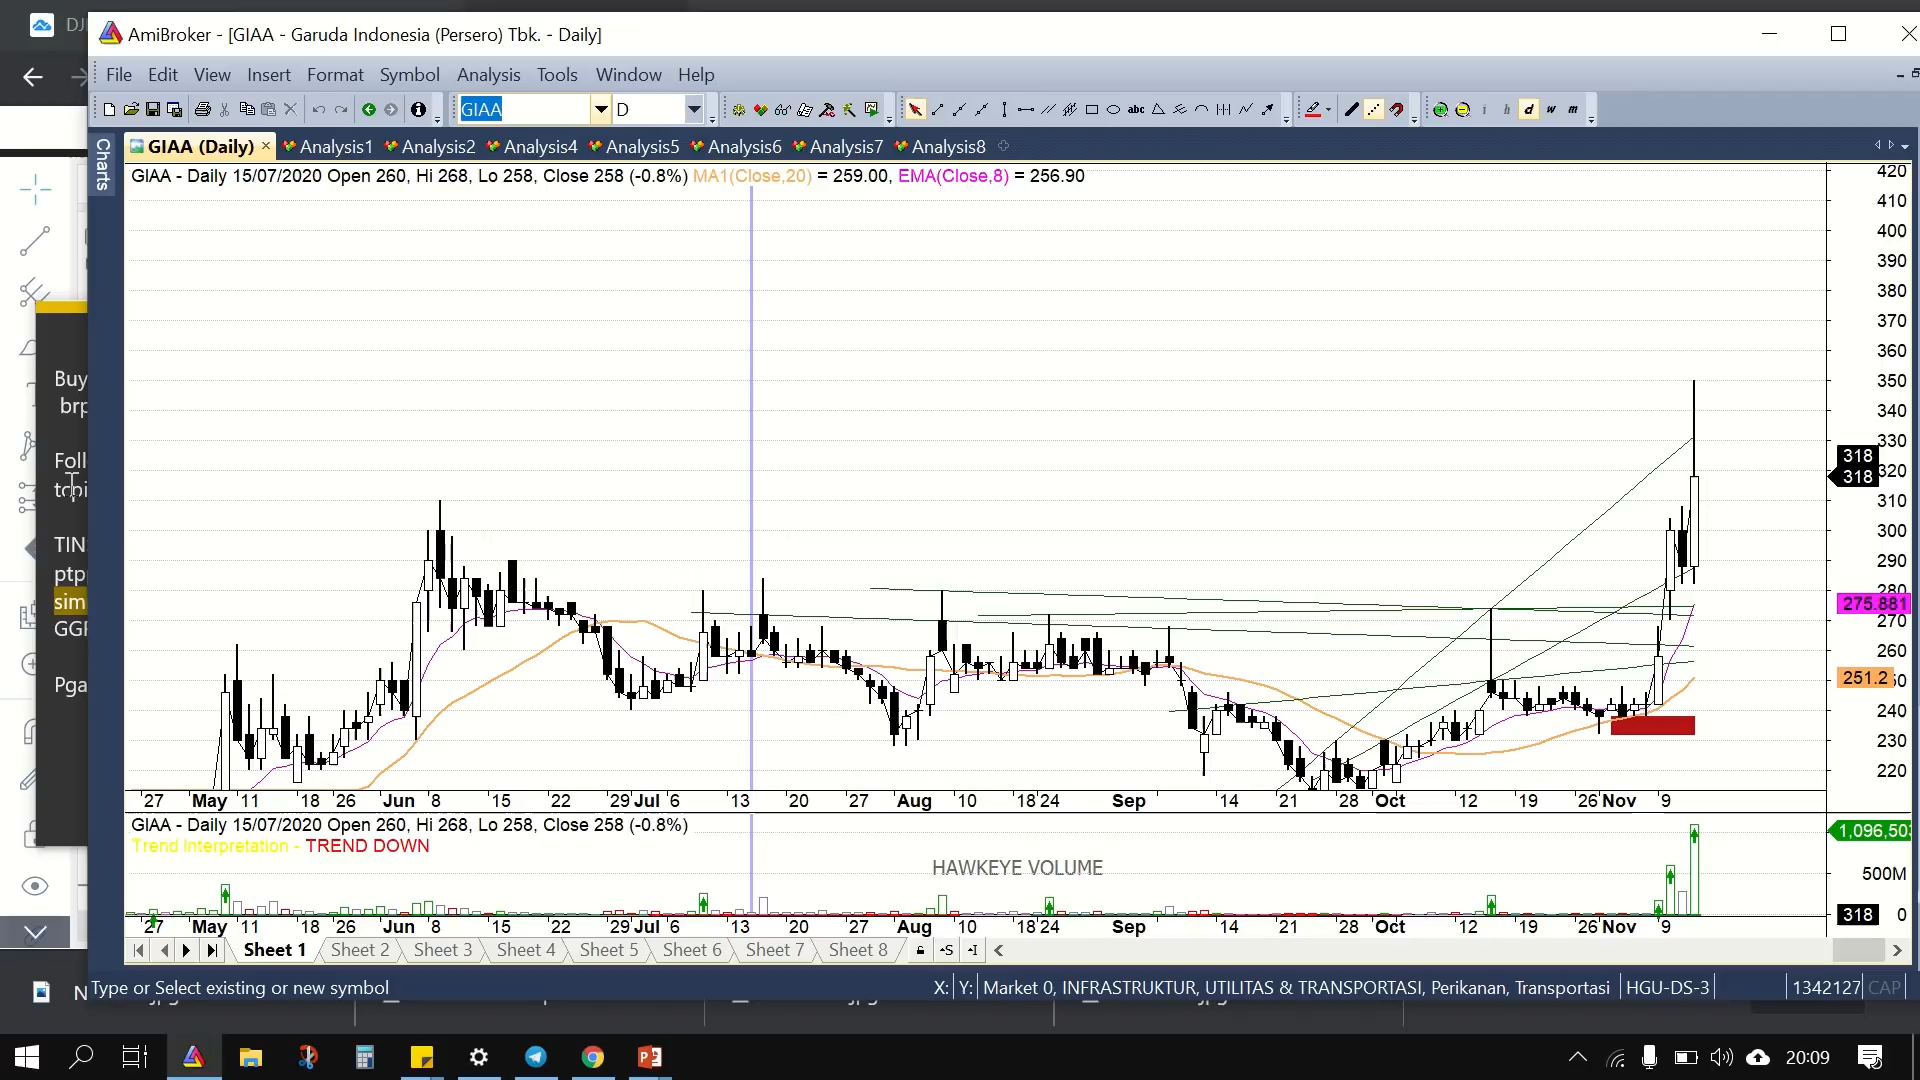 DJ
AmiBroker - [GIAA - Garuda Indonesia (Persero) Tbk. - Daily]
File Edit View Insert Format Symbol Analysis Tools Window Help
GIAA D abc i h d w m
Charts
GIAA (Daily) Analysis1 Analysis2 Analysis4 Analysis5 Analysis6 Analysis7 Analysis8
GIAA - Daily 15/07/2020 Open 260, Hi 268, Lo 258, Close 258 (-0.8%) MA1(Close,20) = 259.00, EMA(Close,8) = 256.90
420
410
400
390
380
370
360
350
340
330
318
320
318
310
300
290
280
275.881
270
260
251.2
240
230
220
Buy
brp
Foll
topi
TIN
ptp
sim
GGR
Pga
27 May 11 18 26 Jun 8 15 22 29 Jul 6 13 20 27 Aug 10 18 24 Sep 14 21 28 Oct 12 19 26 Nov 9
GIAA - Daily 15/07/2020 Open 260, Hi 268, Lo 258, Close 258 (-0.8%)
Trend Interpretation - TREND DOWN
HAWKEYE VOLUME
1,096,503
500M
318 0
27 May 11 18 26 Jun 8 15 22 29 Jul 6 13 20 27 Aug 10 18 24 Sep 14 21 28 Oct 12 19 26 Nov 9
Sheet 1 Sheet 2 Sheet 3 Sheet 4 Sheet 5 Sheet 6 Sheet 7 Sheet 8
N Type or Select existing or new symbol X: Y: Market 0, INFRASTRUKTUR, UTILITAS & TRANSPORTASI, Perikanan, Transportasi HGU-DS-3 1342127 CAP
20:09